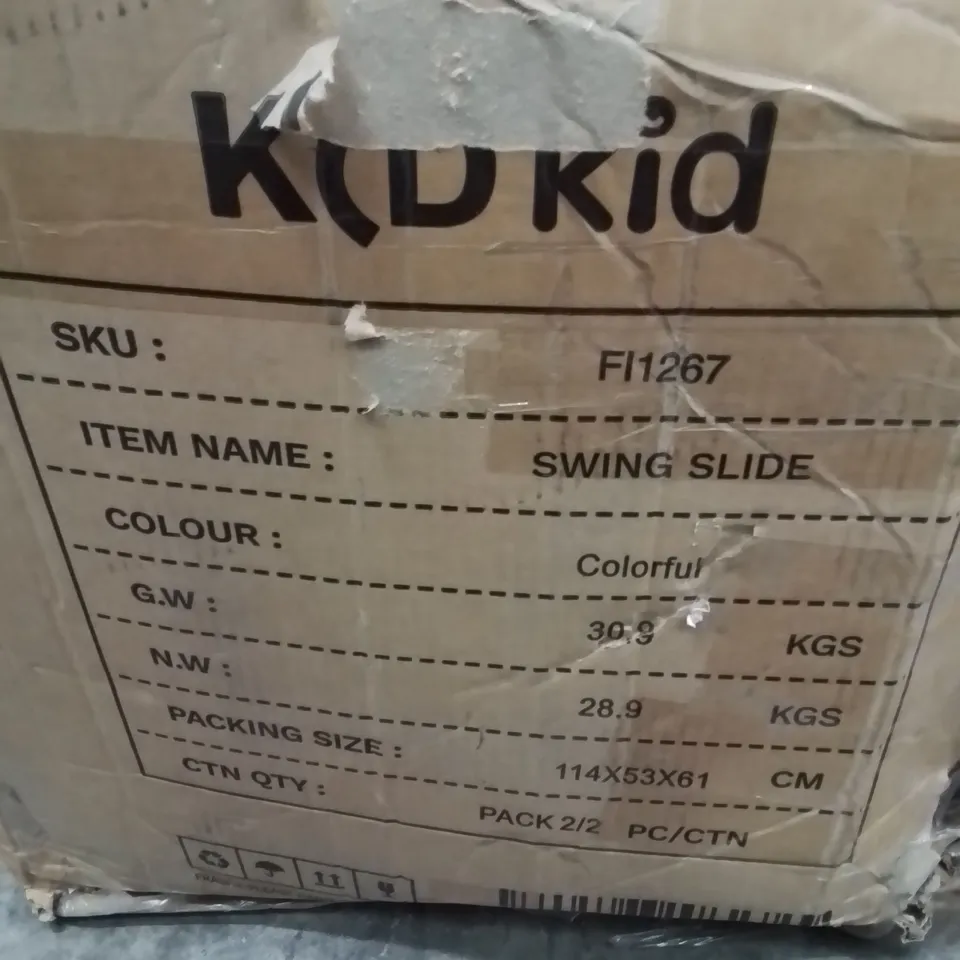 kid
SKU : FI1267
ITEM NAME : SWING SLIDE
COLOUR : Colorful
G.W : 30.9 KGS
N.W : 28.9 KGS
PACKING SIZE : 114X53X61 CM
CTN QTY : PACK 2/2 PC/CTN